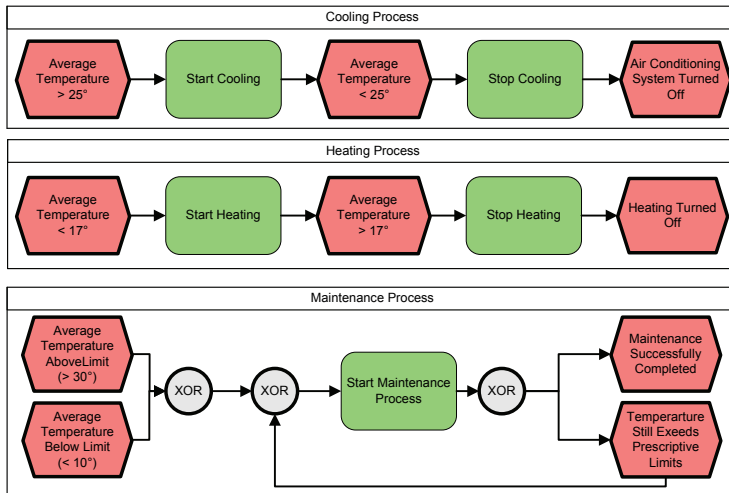 Cooling Process
Average
Temperature
> 25°
Start Cooling
Average
Temperature
< 25°
Stop Cooling
Air Conditioning
System Turned
Off
Heating Process
Average
Temperature
< 17°
Start Heating
Average
Temperature
> 17°
Stop Heating
Heating Turned
Off
Maintenance Process
Average
Temperature
AboveLimit
(> 30°)
Average
Temperature
Below Limit
(< 10°)
XOR
XOR
Start Maintenance
Process
XOR
Maintenance
Successfully
Completed
Temperarture
Still Exceeds
Prescriptive
Limits